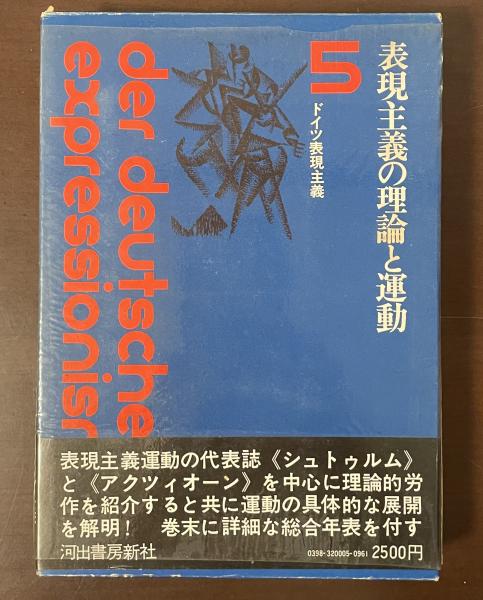 表現主義の理論と運動
5
ドイツ表現主義
der deutsche
expressionisr
表現主義運動の代表誌《シュトゥルム》
と《アクツィオーン》を中心に理論的労
作を紹介すると共に運動の具体的な展開
を解明！　巻末に詳細な総合年表を付す
河出書房新社
0398-320005-0961
2500円